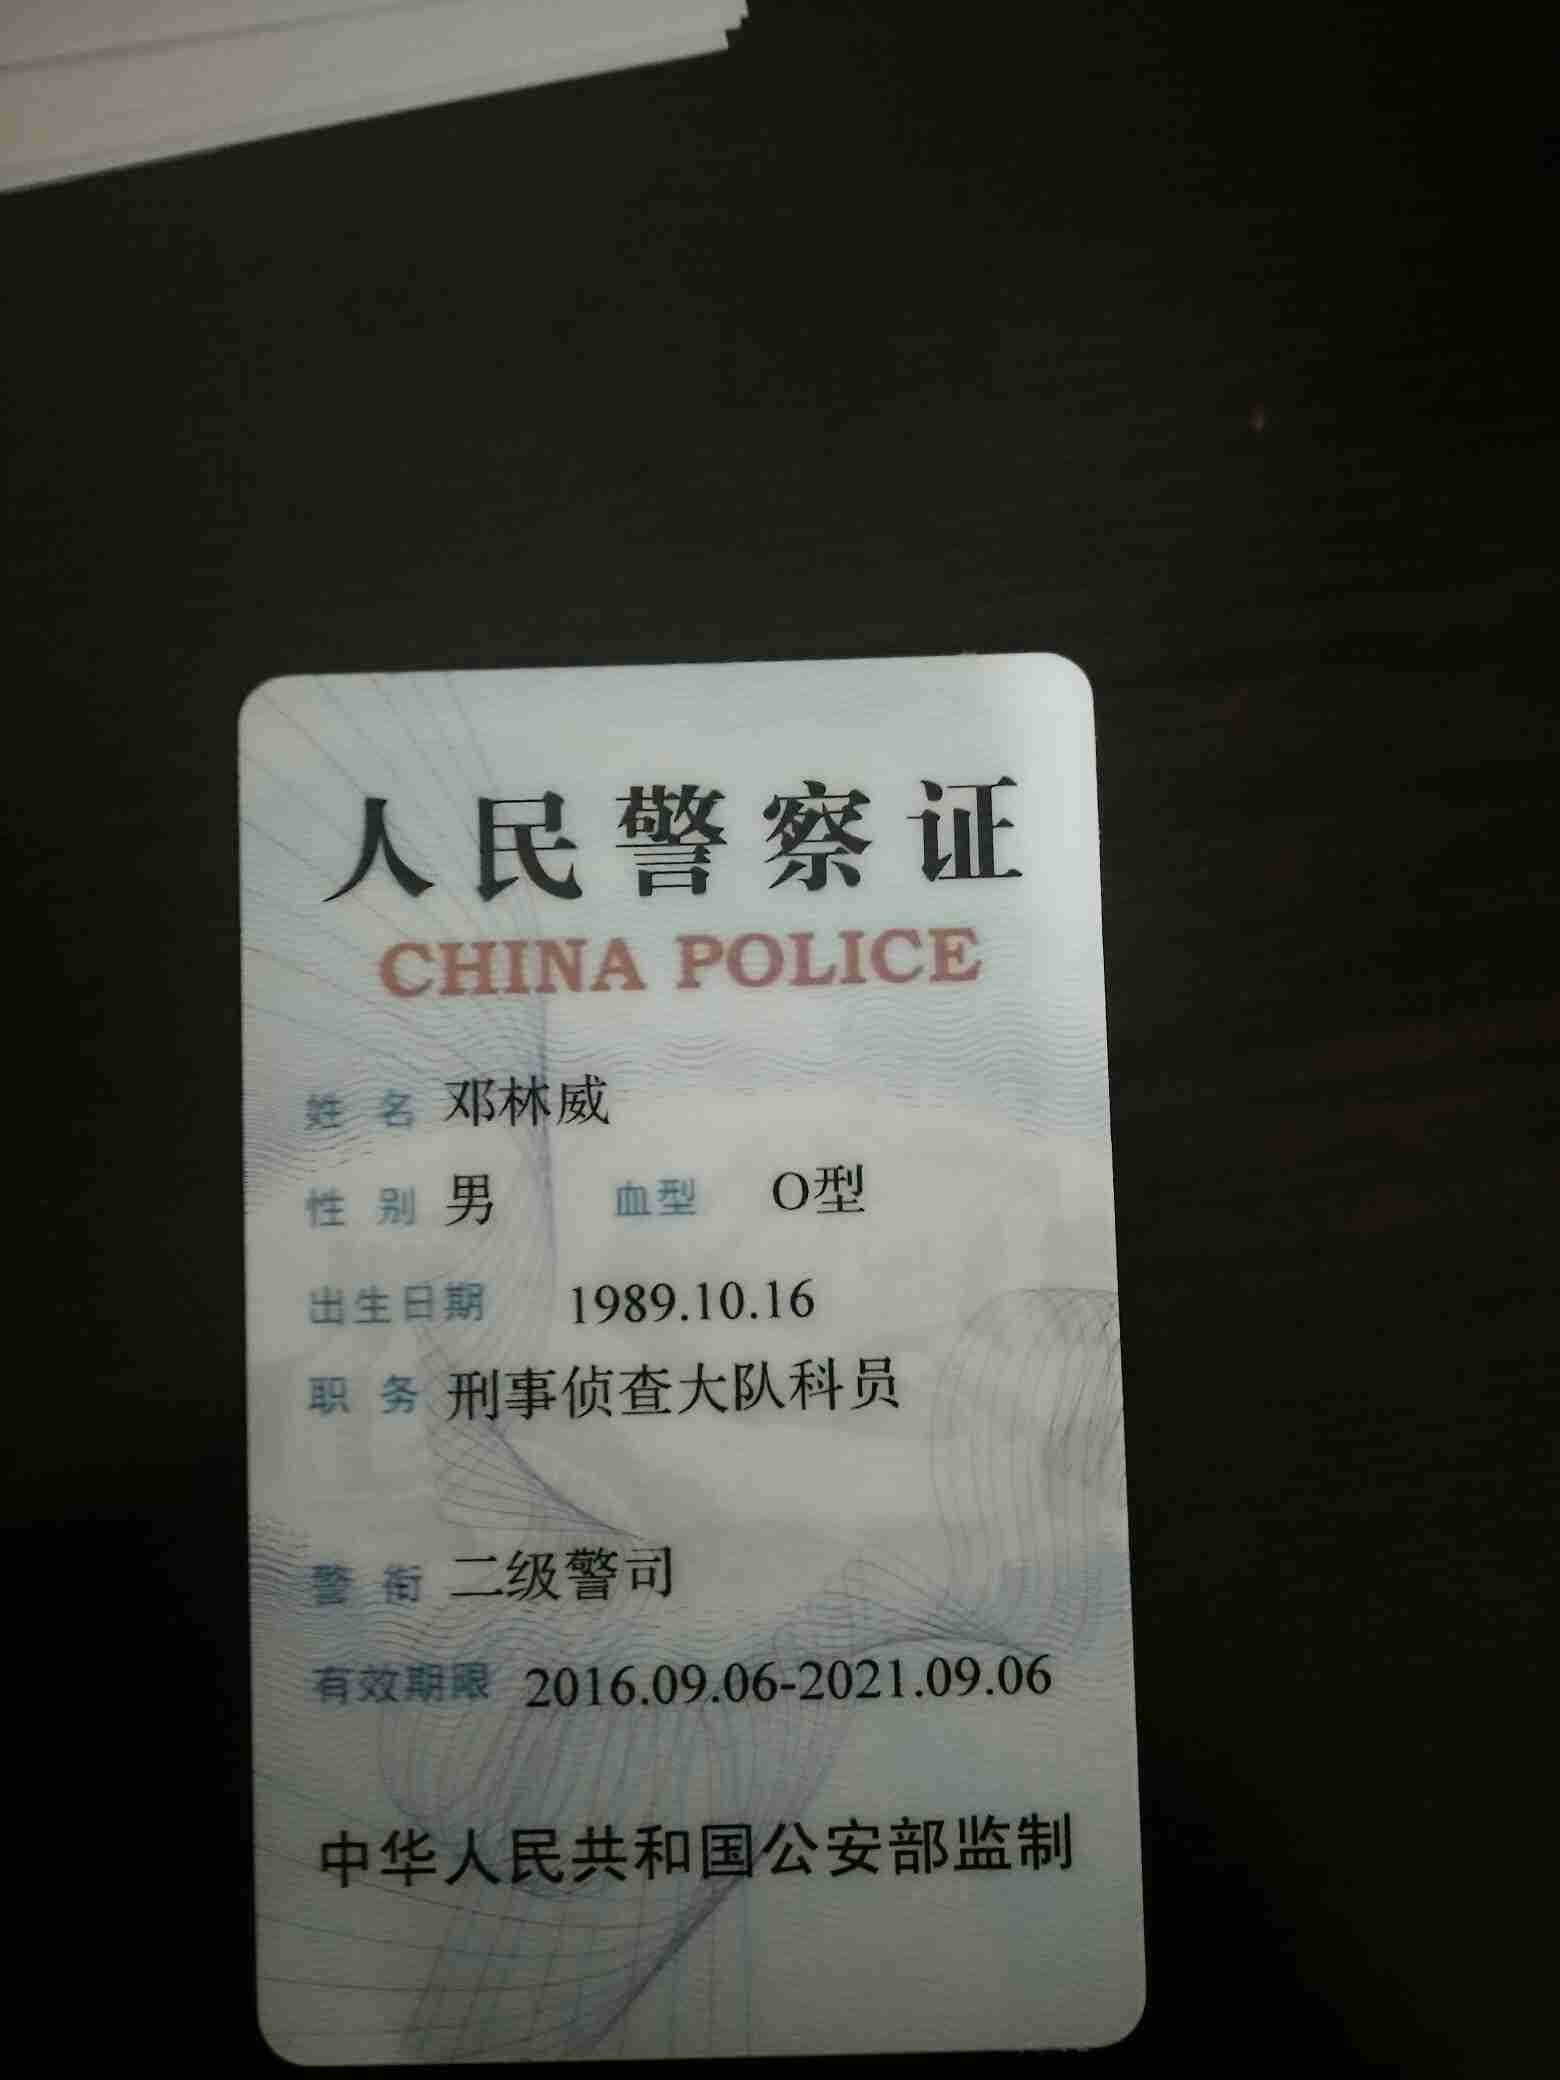 人民警察证
CHINA POLICE
姓名 邓林威
性别 男 血型 O型
出生日期 1989.10.16
职务 刑事侦查大队科员
警衔 二级警司
有效期限 2016.09.06-2021.09.06
中华人民共和国公安部监制